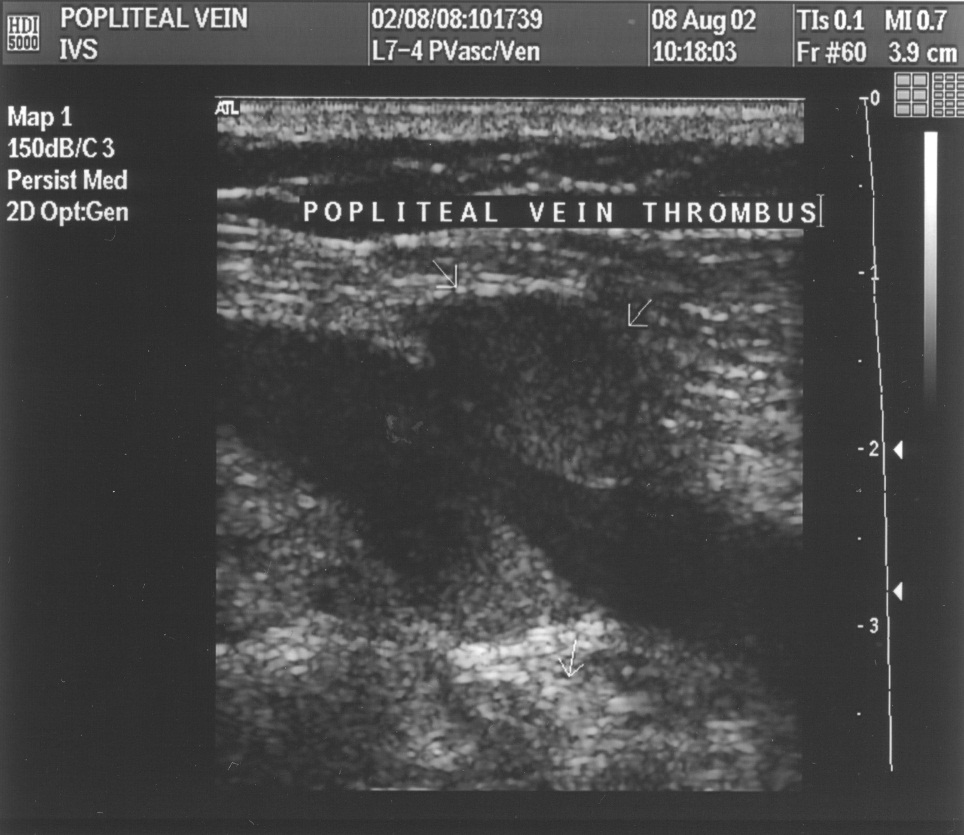 HDI
5000
POPLITEAL VEIN
IVS
02/08/08:101739
L7-4 PVasc/Ven
08 Aug 02
10:18:03
TIs 0.1 MI 0.7
Fr #60 3.9 cm
Map 1
150dB/C 3
Persist Med
2D Opt:Gen
ATL
POPLITEAL VEIN THROMBUS
0
1
2
3